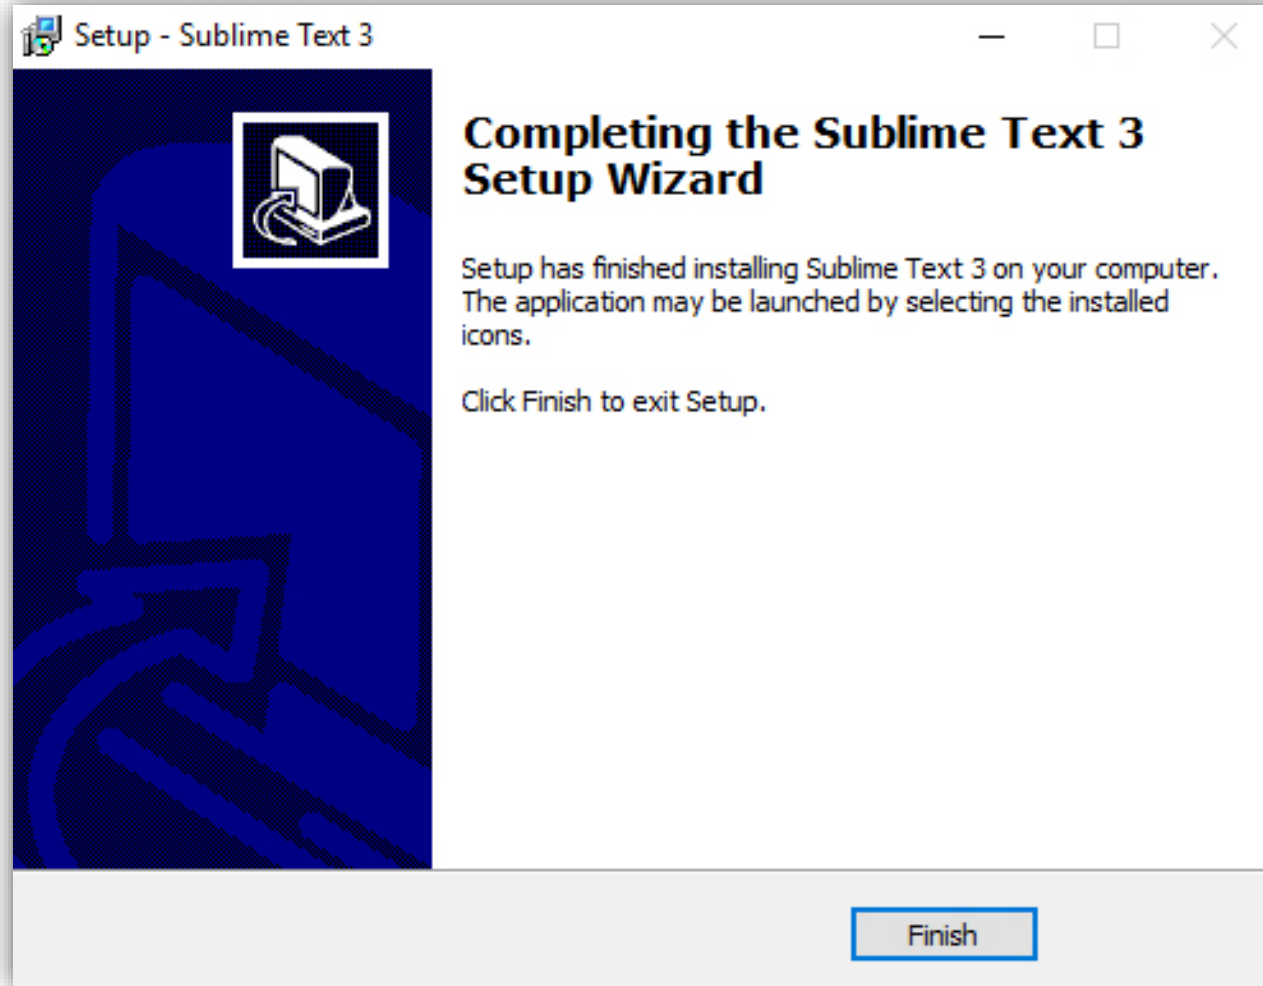 Setup - Sublime Text 3
Completing the Sublime Text 3
Setup Wizard
Setup has finished installing Sublime Text 3 on your computer.
The application may be launched by selecting the installed
icons.
Click Finish to exit Setup.
Finish